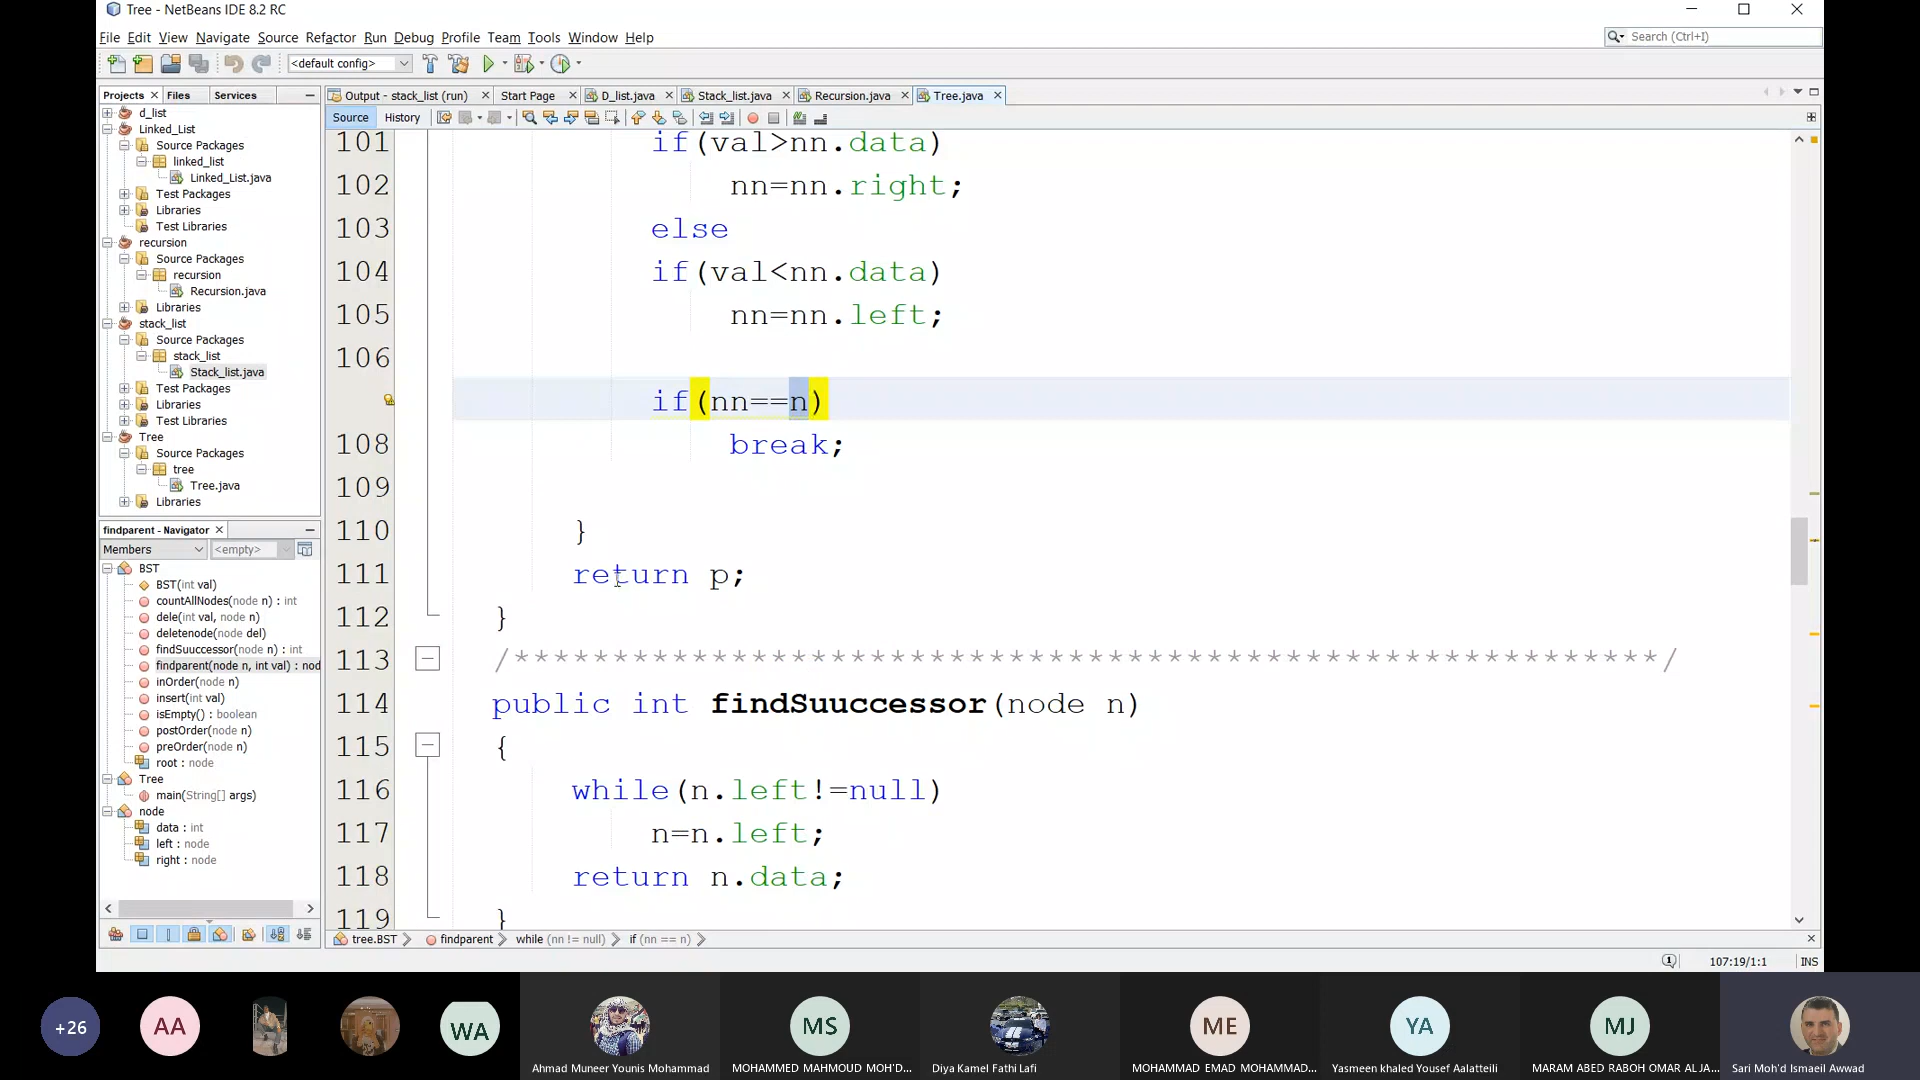 Tree - NetBeans IDE 8.2 RC
File Edit View Navigate Source Refactor Run Debug Profile Team Tools Window Help
Search (Ctrl+I)
<default config>
Projects Files Services
Output - stack_list (run) Start Page D_list.java Stack_list.java Recursion.java Tree.java
Source History
d_list
Linked_List
Source Packages
linked_list
Linked_List.java
Test Packages
Libraries
Test Libraries
recursion
Source Packages
recursion
Recursion.java
Libraries
stack_list
Source Packages
stack_list
Stack_list.java
Test Packages
Libraries
Test Libraries
Tree
Source Packages
tree
Tree.java
Libraries
findparent - Navigator
Members <empty>
BST
BST(int val)
countAllNodes(node n) : int
dele(int val, node n)
deletenode(node del)
findSuuccessor(node n) : int
findparent(node n, int val) : nod
inOrder(node n)
insert(int val)
isEmpty() : boolean
postOrder(node n)
preOrder(node n)
root : node
Tree
main(String[] args)
node
data : int
left : node
right : node
101 if(val>nn.data)
102 nn=nn.right;
103 else
104 if(val<nn.data)
105 nn=nn.left;
106
if(nn==n)
108 break;
109
110 }
111 return p;
112 }
113 /**********************************************************/
114 public int findSuuccessor(node n)
115 {
116 while(n.left!=null)
117 n=n.left;
118 return n.data;
119 }
tree.BST findparent while (nn != null) if (nn == n)
107:19/1:1 INS
+26 AA WA MS ME YA MJ
Ahmad Muneer Younis Mohammad MOHAMMED MAHMOUD MOH'D... Diya Kamel Fathi Lafi MOHAMMAD EMAD MOHAMMAD... Yasmeen khaled Yousef Aalatteili MARAM ABED RABOH OMAR AL JA... Sari Moh'd Ismaeil Awwad